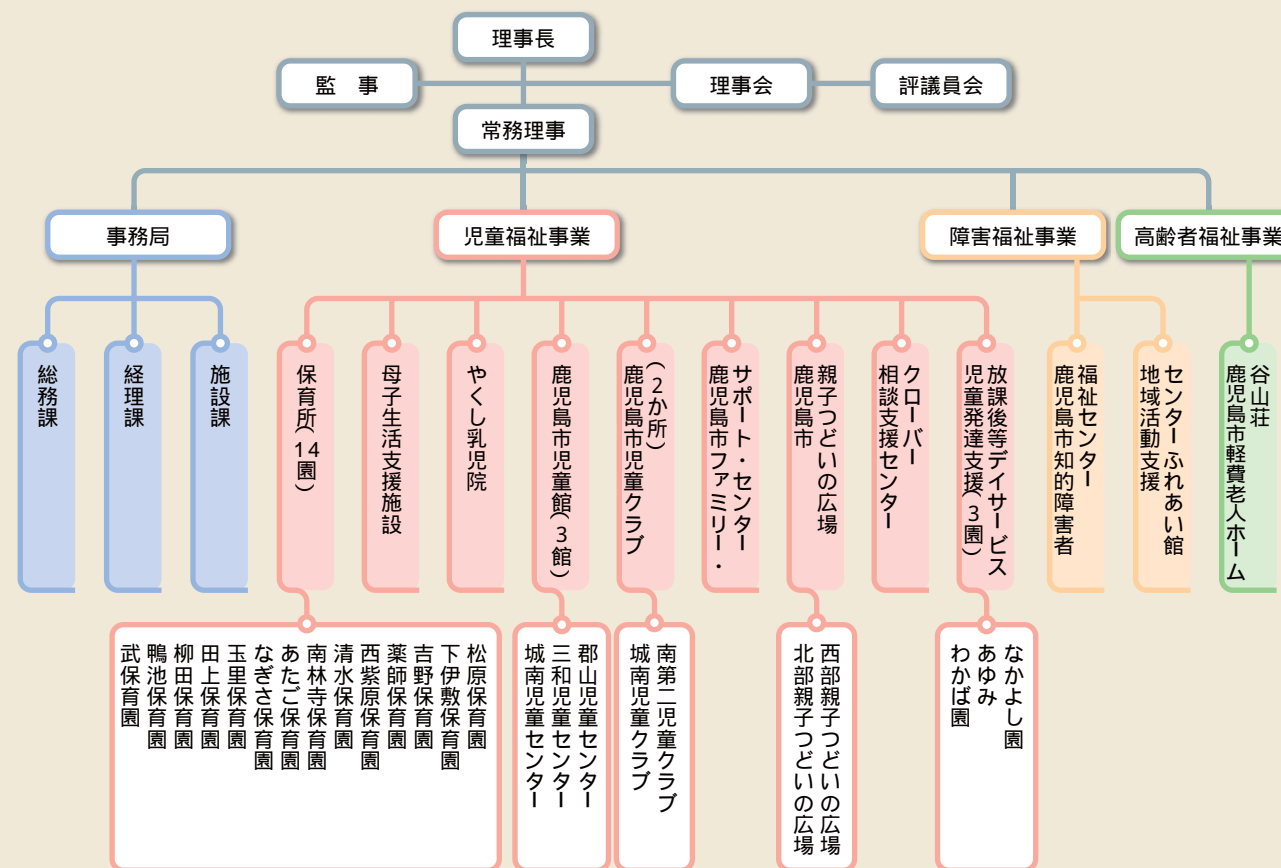 理事長
監　事
理事会
評議員会
常務理事
事務局
児童福祉事業
障害福祉事業
高齢者福祉事業
総務課
経理課
施設課
保育所(14園)
母子生活支援施設
やくし乳児院
鹿児島市児童館(3館)
鹿児島市児童クラブ
(2か所)
鹿児島市ファミリー・
サポート・センター
鹿児島市
親子つどいの広場
相談支援センター
クローバー
児童発達支援(3園)
放課後等デイサービス
鹿児島市知的障害者
福祉センター
地域活動支援
センターふれあい館
鹿児島市軽費老人ホーム
谷山荘
武保育園
鴨池保育園
柳田保育園
田上保育園
玉里保育園
なぎさ保育園
あたご保育園
南林寺保育園
清水保育園
西紫原保育園
薬師保育園
吉野保育園
下伊敷保育園
松原保育園
城南児童センター
三和児童センター
郡山児童センター
城南児童クラブ
南第二児童クラブ
北部親子つどいの広場
西部親子つどいの広場
わかば園
あゆみ
なかよし園